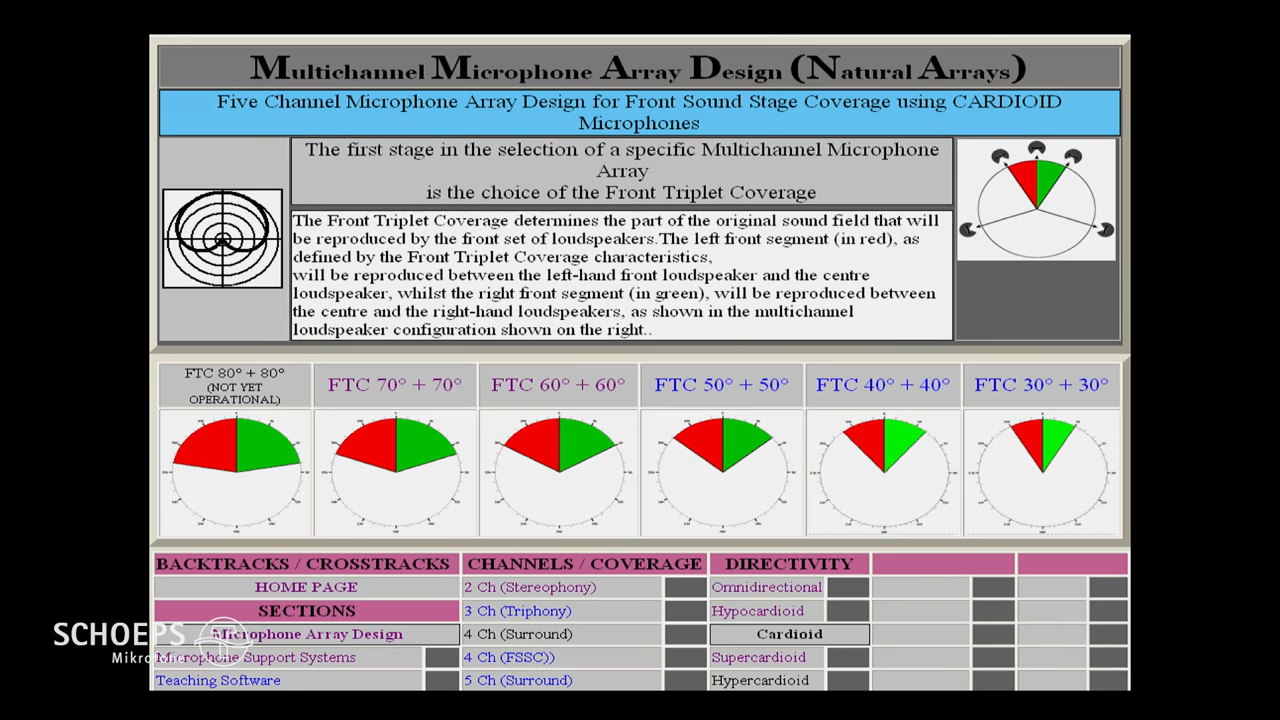 Multichannel Microphone Array Design (Natural Arrays)
Five Channel Microphone Array Design for Front Sound Stage Coverage using CARDIOID
Microphones
The first stage in the selection of a specific Multichannel Microphone
Array
is the choice of the Front Triplet Coverage
The Front Triplet Coverage determines the part of the original sound field that will
be reproduced by the front set of loudspeakers.The left front segment (in red), as
defined by the Front Triplet Coverage characteristics,
will be reproduced between the left-hand front loudspeaker and the centre
loudspeaker, whilst the right front segment (in green), will be reproduced between
the centre and the right-hand loudspeakers, as shown in the multichannel
loudspeaker configuration shown on the right..
FTC 80° + 80°
(NOT YET
OPERATIONAL)
FTC 70° + 70°
FTC 60° + 60°
FTC 50° + 50°
FTC 40° + 40°
FTC 30° + 30°
BACKTRACKS / CROSSTRACKS CHANNELS / COVERAGE DIRECTIVITY
HOME PAGE 2 Ch (Stereophony) Omnidirectional
SECTIONS 3 Ch (Triphony) Hypocardioid
Microphone Array Design 4 Ch (Surround) Cardioid
Microphone Support Systems 4 Ch (FSSC)) Supercardioid
Teaching Software 5 Ch (Surround) Hypercardioid
SCHOEPS
Mikrofone